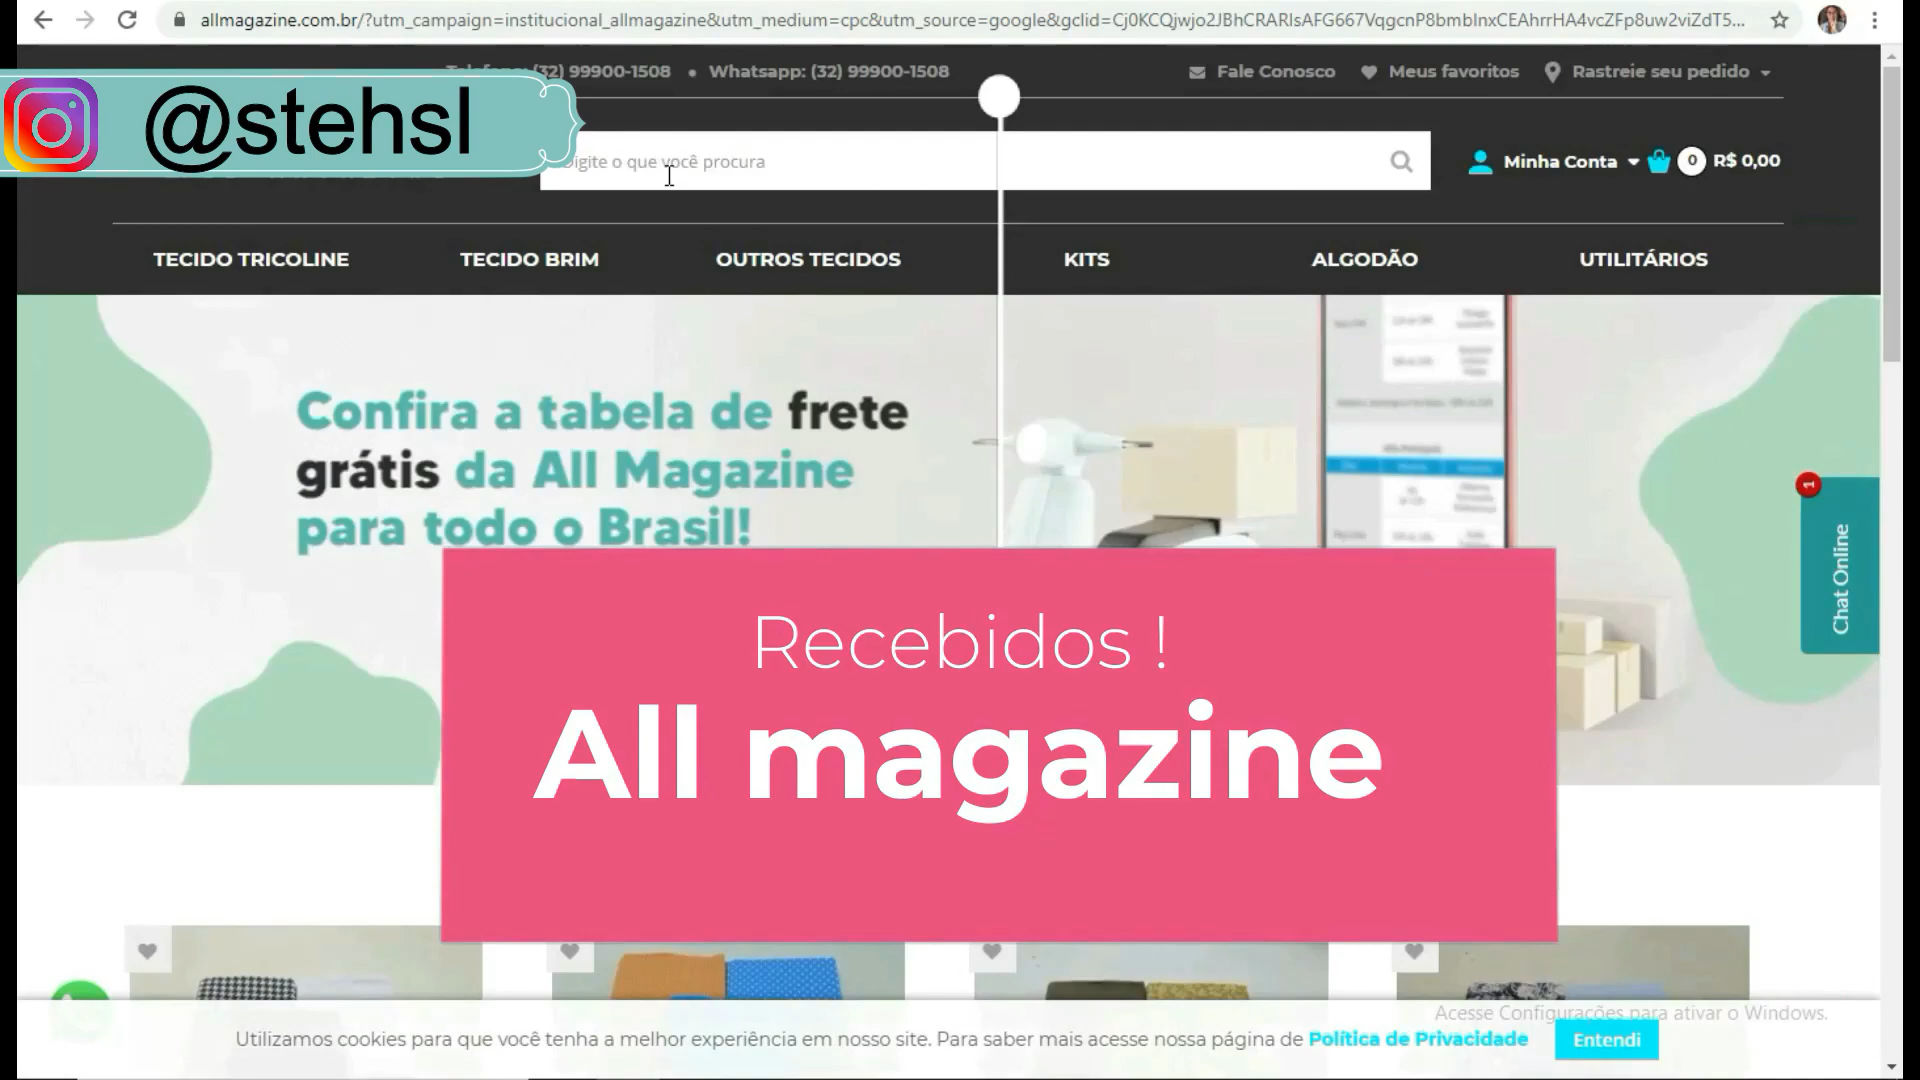 allmagazine.com.br/?utm_campaign=institucional_allmagazine&utm_medium=cpc&utm_source=google&gclid=Cj0KCQjwjo2JBhCRARIsAFG667VqgcnP8bmbInxCEAhrrHA4vcZFp8uw2viZdT5...
(32) 99900-1508 • Whatsapp: (32) 99900-1508
Fale Conosco
Meus favoritos
Rastreie seu pedido
@stehsl
Digite o que você procura
Minha Conta
0
R$ 0,00
TECIDO TRICOLINE
TECIDO BRIM
OUTROS TECIDOS
KITS
ALGODÃO
UTILITÁRIOS
Confira a tabela de frete
grátis da All Magazine
para todo o Brasil!
1
Chat Online
Recebidos !
All magazine
Acesse Configurações para ativar o Windows.
Utilizamos cookies para que você tenha a melhor experiência em nosso site. Para saber mais acesse nossa página de Política de Privacidade
Entendi